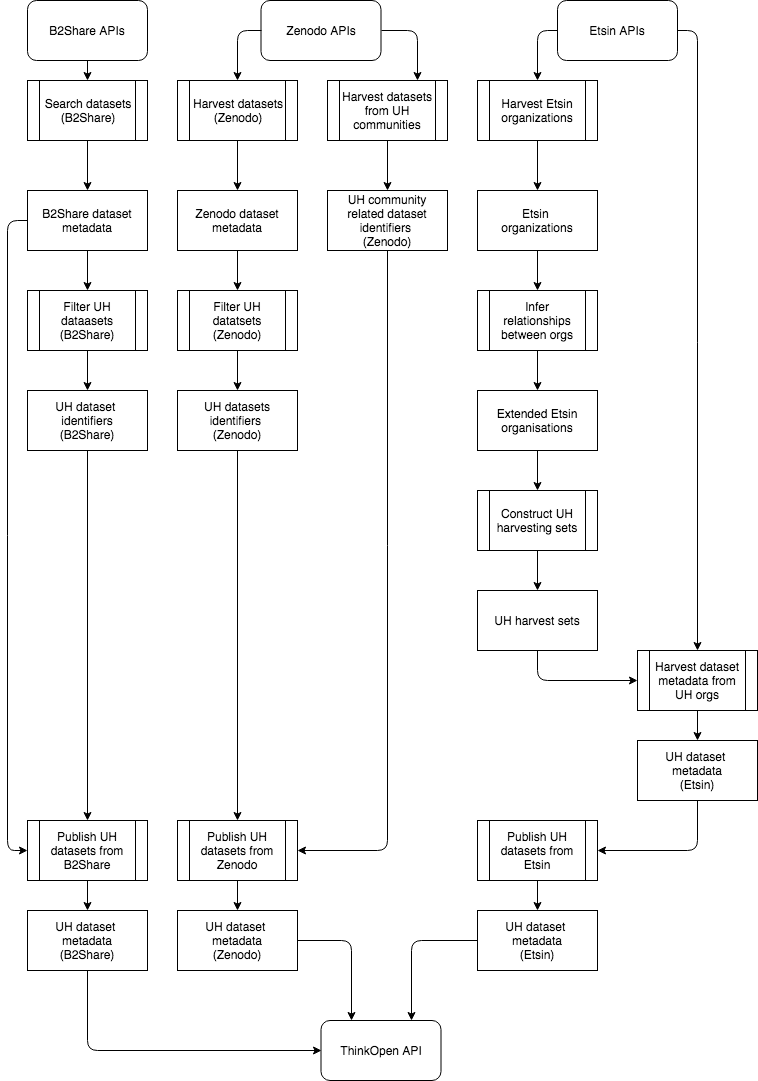 B2Share APIs
Zenodo APIs
Etsin APIs
Search datasets
(B2Share)
Harvest datasets
(Zenodo)
Harvest datasets
from UH
communities
Harvest Etsin
organizations
B2Share dataset
metadata
Zenodo dataset
metadata
UH community
related dataset
identifiers
(Zenodo)
Etsin
organizations
Filter UH
dataasets
(B2Share)
Filter UH
datatsets
(Zenodo)
Infer
relationships
between orgs
UH dataset
identifiers
(B2Share)
UH datasets
identifiers
(Zenodo)
Extended Etsin
organisations
Construct UH
harvesting sets
UH harvest sets
Harvest dataset
metadata from
UH orgs
UH dataset
metadata
(Etsin)
Publish UH
datasets from
B2Share
Publish UH
datasets from
Zenodo
Publish UH
datasets from
Etsin
UH dataset
metadata
(B2Share)
UH dataset
metadata
(Zenodo)
UH dataset
metadata
(Etsin)
ThinkOpen API